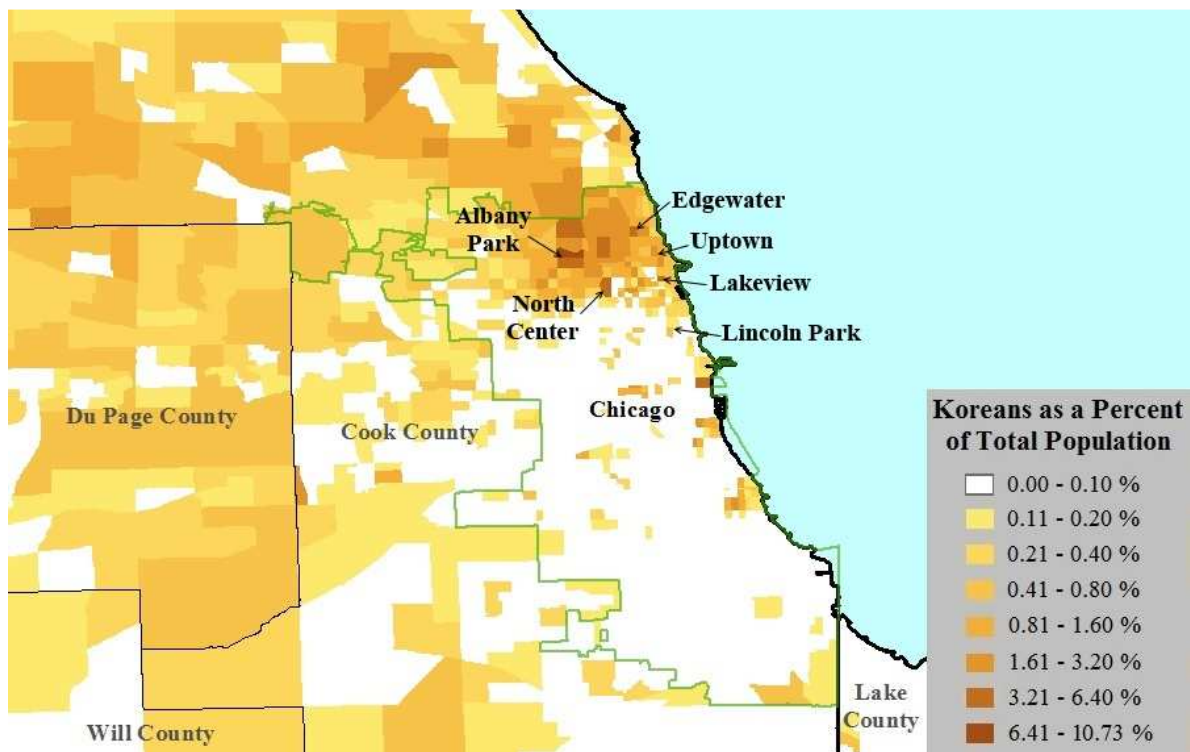 Edgewater
Albany
Park
Uptown
Lakeview
North
Center
Lincoln Park
Chicago
Du Page County
Cook County
Will County
Lake
County
Koreans as a Percent
of Total Population
0.00 - 0.10 %
0.11 - 0.20 %
0.21 - 0.40 %
0.41 - 0.80 %
0.81 - 1.60 %
1.61 - 3.20 %
3.21 - 6.40 %
6.41 - 10.73 %